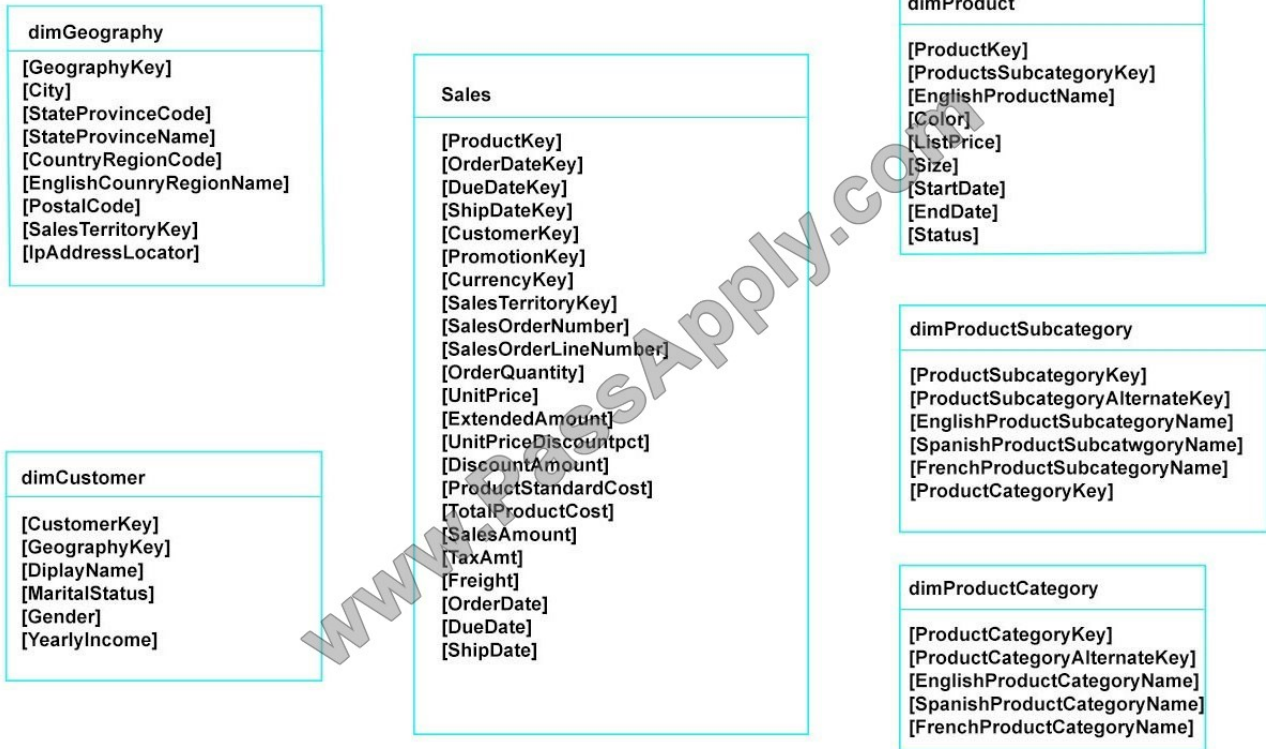 dimGeography
[GeographyKey]
[City]
[StateProvinceCode]
[StateProvinceName]
[CountryRegionCode]
[EnglishCounryRegionName]
[PostalCode]
[SalesTerritoryKey]
[IpAddressLocator]
dimCustomer
[CustomerKey]
[GeographyKey]
[DiplayName]
[MaritalStatus]
[Gender]
[YearlyIncome]
Sales
[ProductKey]
[OrderDateKey]
[DueDateKey]
[ShipDateKey]
[CustomerKey]
[PromotionKey]
[CurrencyKey]
[SalesTerritoryKey]
[SalesOrderNumber]
[SalesOrderLineNumber]
[OrderQuantity]
[UnitPrice]
[ExtendedAmount]
[UnitPriceDiscountpct]
[DiscountAmount]
[ProductStandardCost]
[TotalProductCost]
[SalesAmount]
[TaxAmt]
[Freight]
[OrderDate]
[DueDate]
[ShipDate]
dimProduct
[ProductKey]
[ProductsSubcategoryKey]
[EnglishProductName]
[Color]
[ListPrice]
[Size]
[StartDate]
[EndDate]
[Status]
dimProductSubcategory
[ProductSubcategoryKey]
[ProductSubcategoryAlternateKey]
[EnglishProductSubcategoryName]
[SpanishProductSubcatwgoryName]
[FrenchProductSubcategoryName]
[ProductCategoryKey]
dimProductCategory
[ProductCategoryKey]
[ProductCategoryAlternateKey]
[EnglishProductCategoryName]
[SpanishProductCategoryName]
[FrenchProductCategoryName]
www.PassApply.com